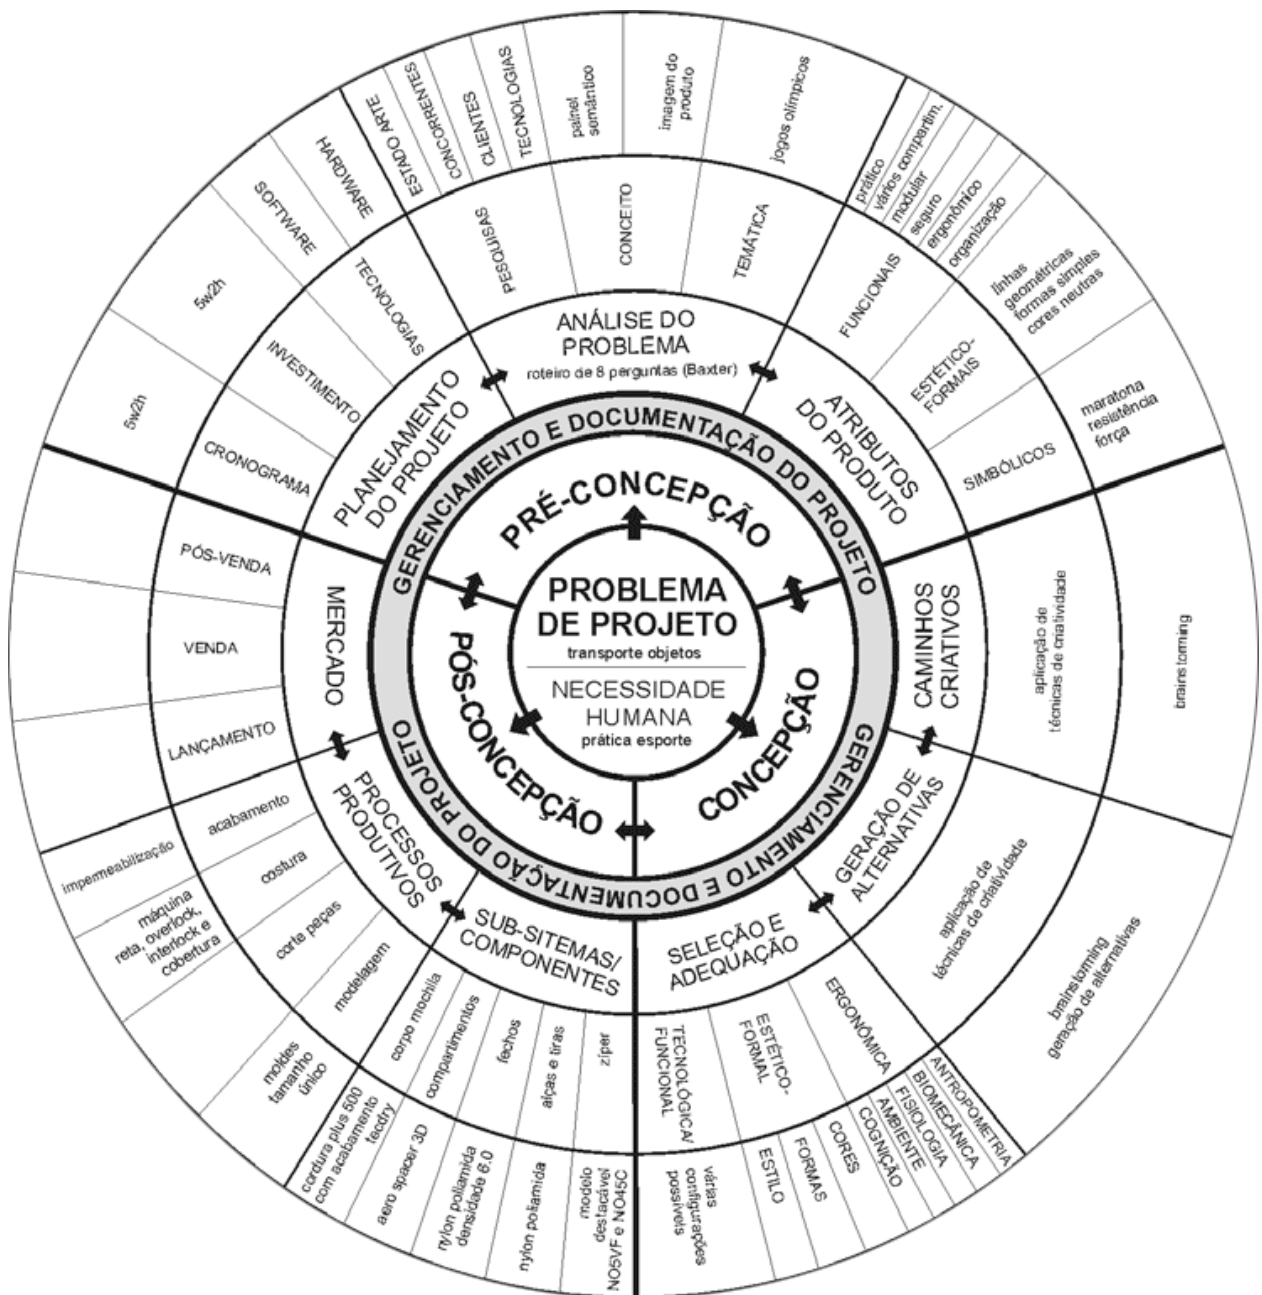 PROBLEMA
DE PROJETO
transporte objetos
NECESSIDADE
HUMANA
prática esporte
PRÉ-CONCEPÇÃO
CONCEPÇÃO
PÓS-CONCEPÇÃO
GERENCIAMENTO E DOCUMENTAÇÃO DO PROJETO
GERENCIAMENTO E DOCUMENTAÇÃO DO PROJETO
PLANEJAMENTO
DO PROJETO
CRONOGRAMA
5w2h
INVESTIMENTO
5w2h
TECNOLOGIAS
SOFTWARE
HARDWARE
ANÁLISE DO
PROBLEMA
roteiro de 8 perguntas (Baxter)
PESQUISAS
ESTADO ARTE
CONCORRENTES
CLIENTES
TECNOLOGIAS
CONCEITO
painel
semântico
imagem do
produto
TEMÁTICA
jogos olímpicos
ATRIBUTOS
DO PRODUTO
FUNCIONAIS
prático
vários compartim.
modular
seguro
ergonômico
organização
ESTÉTICO-
FORMAIS
linhas
geométricas
formas simples
cores neutras
SIMBÓLICOS
maratona
resistência
força
CAMINHOS
CRIATIVOS
aplicação de
técnicas de criatividade
brainstorming
GERAÇÃO DE
ALTERNATIVAS
aplicação de
técnicas de criatividade
brainstorming
geração de alternativas
SELEÇÃO E
ADEQUAÇÃO
ERGONÔMICA
ANTROPOMETRIA
BIOMECÂNICA
FISIOLOGIA
AMBIENTE
COGNIÇÃO
ESTÉTICO-
FORMAL
CORES
FORMAS
ESTILO
TECNOLÓGICA/
FUNCIONAL
várias
configurações
possíveis
SUB-SITEMAS/
COMPONENTES
zíper
modelo
destacável
NO5VF e NO45C
alças e tiras
nylon poliamida
fechos
nylon poliamida
densidade 6.0
compartimentos
aero spacer 3D
corpo mochila
cordura plus 500
com acabamento
tecdry
PROCESSOS
PRODUTIVOS
modelagem
moldes
tamanho
único
corte peças
costura
máquina
reta, overlock,
interlock e
cobertura
acabamento
impermeabilização
MERCADO
LANÇAMENTO
VENDA
PÓS-VENDA